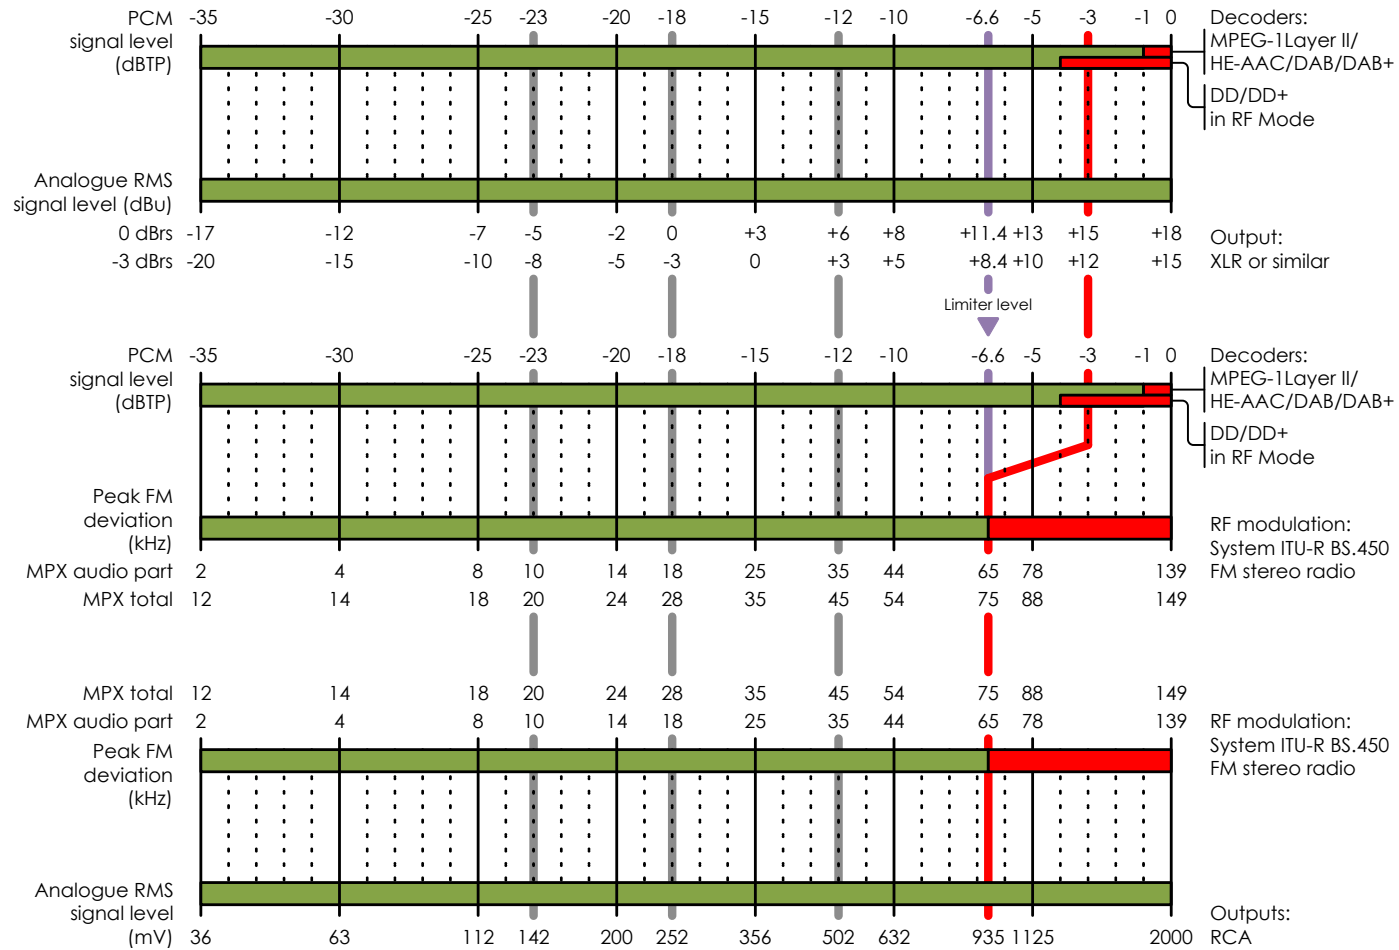 PCM -35 -30 -25 -23 -20 -18 -15 -12 -10 -6.6 -5 -3 -1 0 Decoders:
signal level MPEG-1Layer II/
(dBTP) HE-AAC/DAB/DAB+
DD/DD+
in RF Mode
Analogue RMS
signal level (dBu)
0 dBrs -17 -12 -7 -5 -2 0 +3 +6 +8 +11.4 +13 +15 +18 Output:
-3 dBrs -20 -15 -10 -8 -5 -3 0 +3 +5 +8.4 +10 +12 +15 XLR or similar
Limiter level
PCM -35 -30 -25 -23 -20 -18 -15 -12 -10 -6.6 -5 -3 -1 0 Decoders:
signal level MPEG-1Layer II/
(dBTP) HE-AAC/DAB/DAB+
DD/DD+
in RF Mode
Peak FM
deviation RF modulation:
(kHz) System ITU-R BS.450
MPX audio part 2 4 8 10 14 18 25 35 44 65 78 139 FM stereo radio
MPX total 12 14 18 20 24 28 35 45 54 75 88 149
MPX total 12 14 18 20 24 28 35 45 54 75 88 149
MPX audio part 2 4 8 10 14 18 25 35 44 65 78 139 RF modulation:
Peak FM System ITU-R BS.450
deviation FM stereo radio
(kHz)
Analogue RMS
signal level Outputs:
(mV) 36 63 112 142 200 252 356 502 632 935 1125 2000 RCA